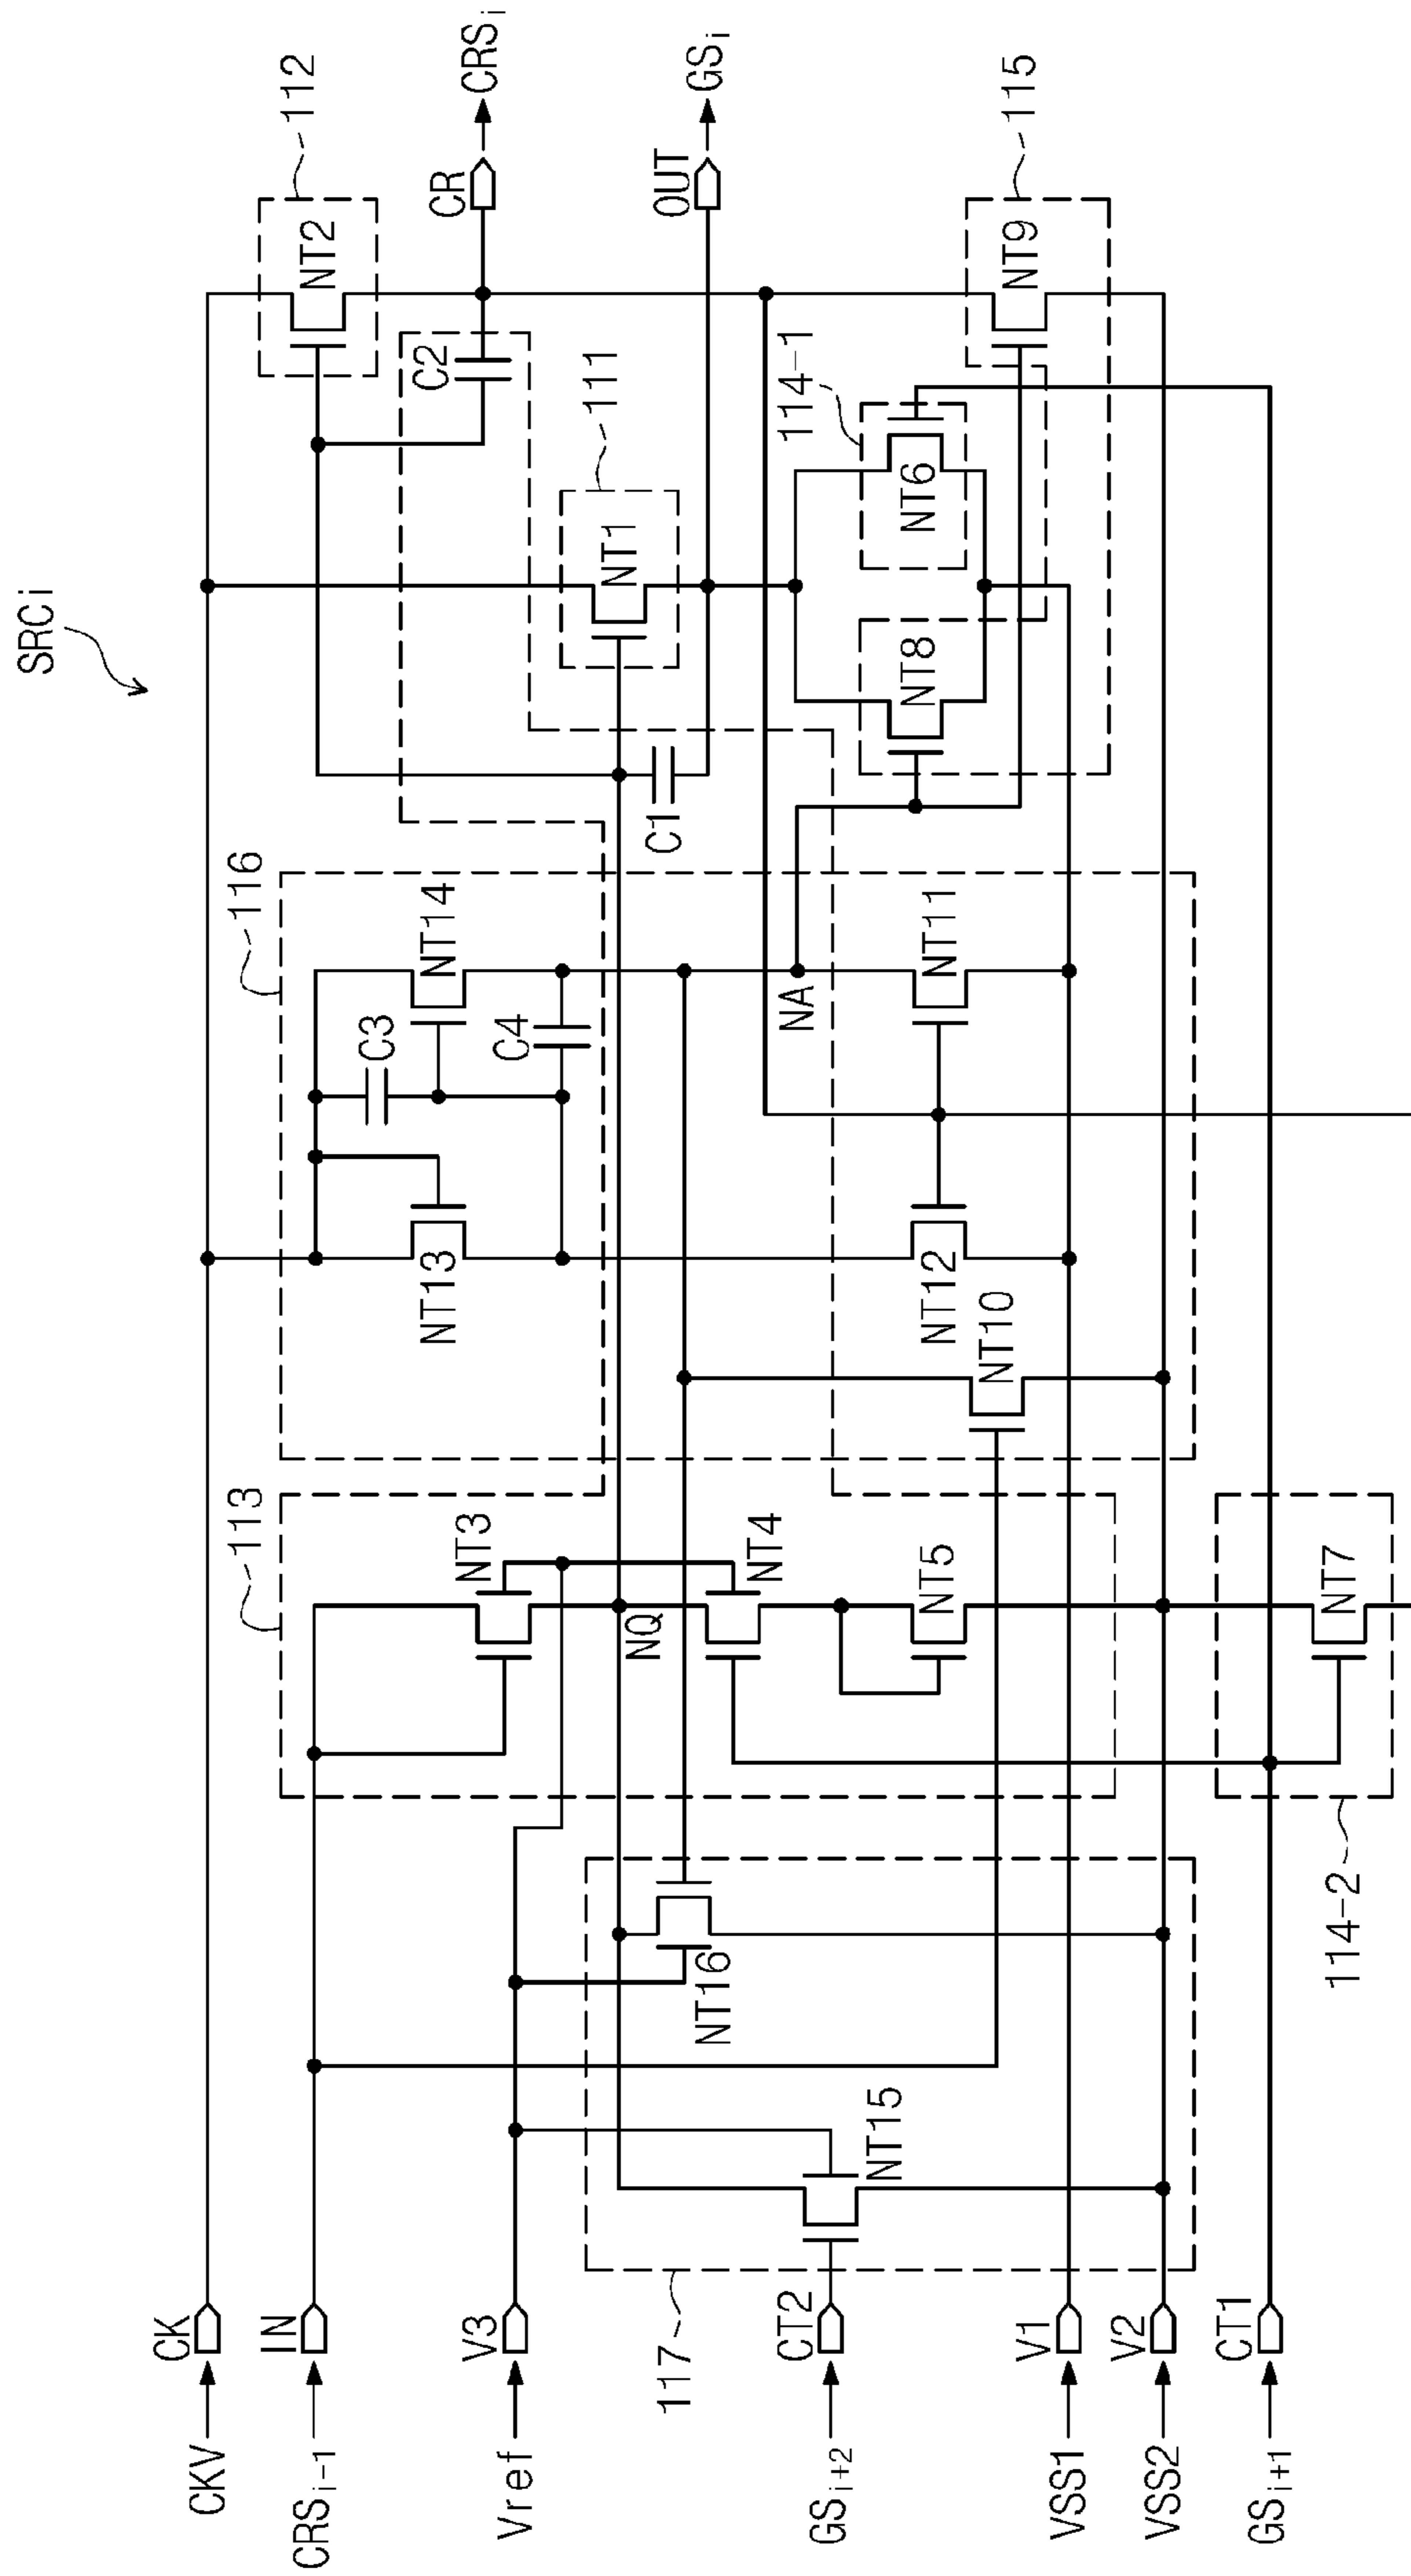 SRCi
CKV
CK
CRSi-1
IN
Vref
V3
GSi+2
CT2
VSS1
V1
VSS2
V2
GSi+1
CT1
117
NT15
NT16
113
NT3
NQ
NT4
NT5
114-2
NT7
116
NT13
C3
NT14
C4
NA
NT12
NT11
NT10
C1
112
NT2
C2
111
NT1
114-1
NT8
NT6
115
NT9
CR
CRSi
OUT
GSi